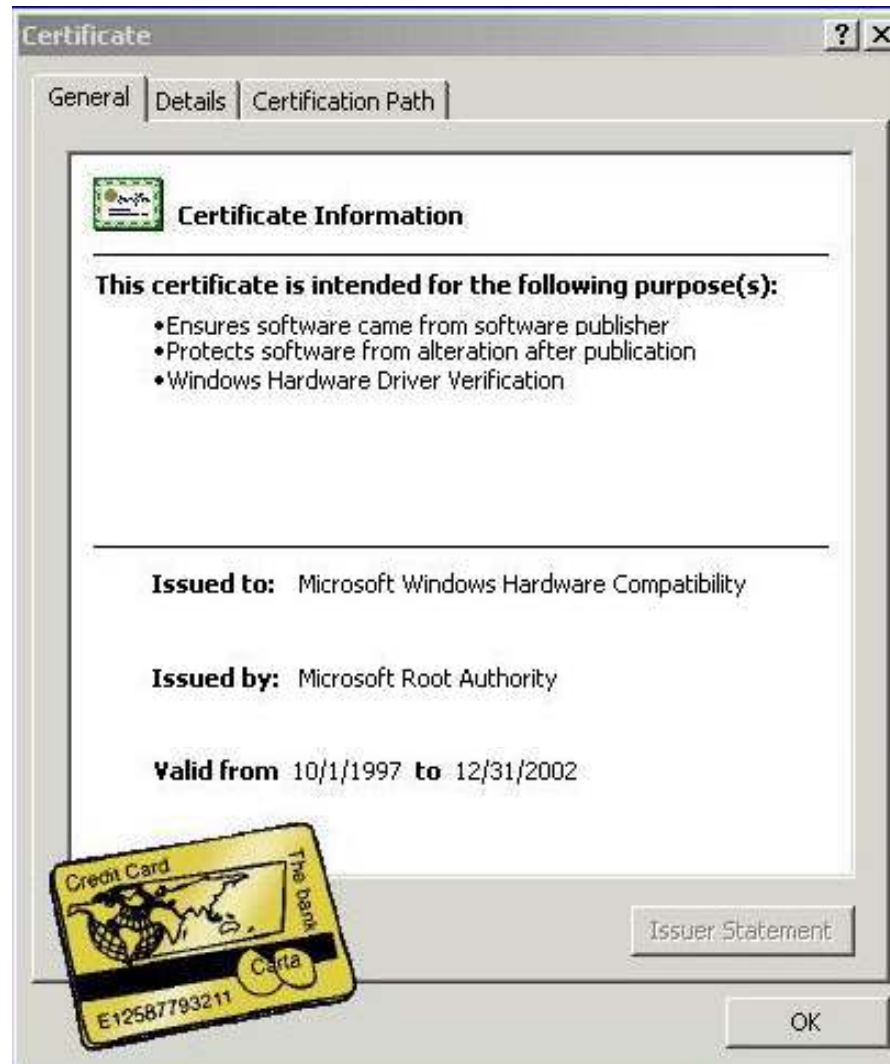 Certificate
? X
General Details Certification Path
Certificate Information
This certificate is intended for the following purpose(s):
•Ensures software came from software publisher
•Protects software from alteration after publication
•Windows Hardware Driver Verification
Issued to: Microsoft Windows Hardware Compatibility
Issued by: Microsoft Root Authority
Valid from 10/1/1997 to 12/31/2002
Credit Card
The bank
Carta
E12587793211
Issuer Statement
OK